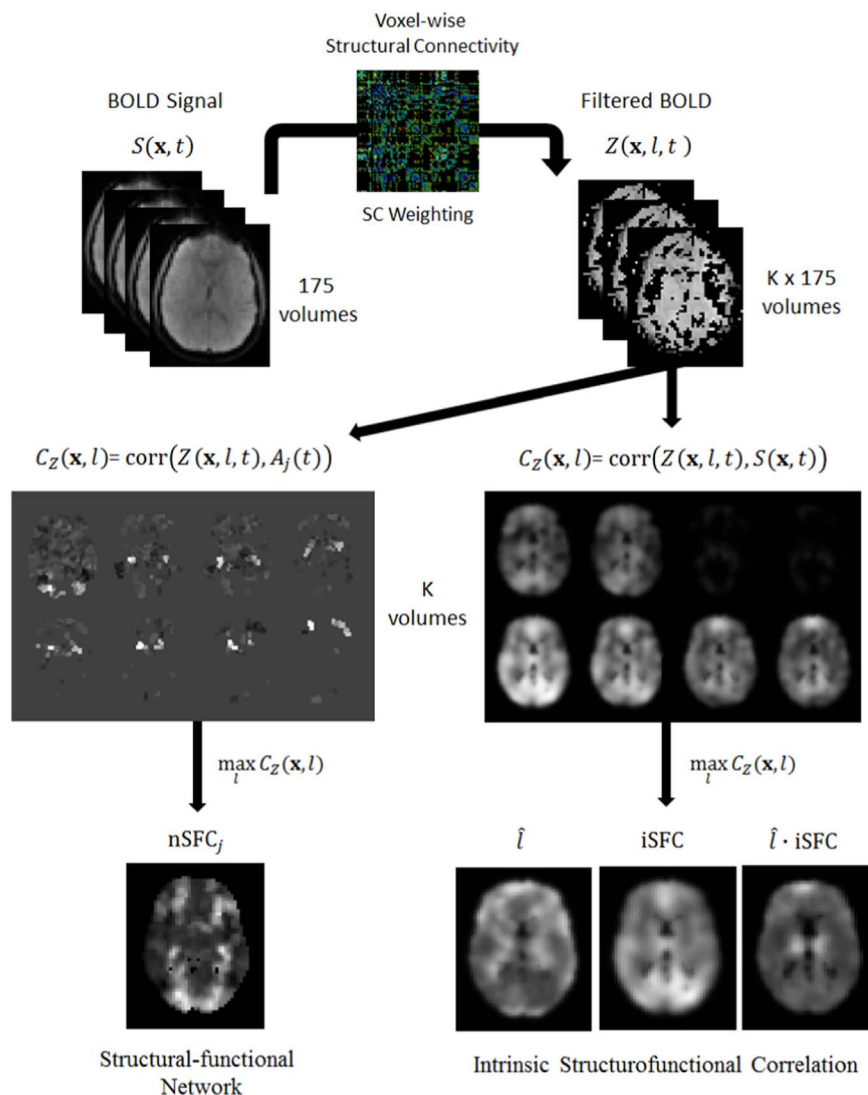 Voxel-wise
Structural Connectivity
BOLD Signal
S(𝐱, t)
Filtered BOLD
Z(𝐱, l, t )
SC Weighting
175
volumes
K x 175
volumes
C_Z(𝐱, l)= corr(Z(𝐱, l, t), A_j(t))
C_Z(𝐱, l)= corr(Z(𝐱, l, t), S(𝐱, t))
K
volumes
max_l C_Z(𝐱, l)
max_l C_Z(𝐱, l)
nSFC_j
l̂
iSFC
l̂ · iSFC
Structural-functional
Network
Intrinsic Structurofunctional Correlation